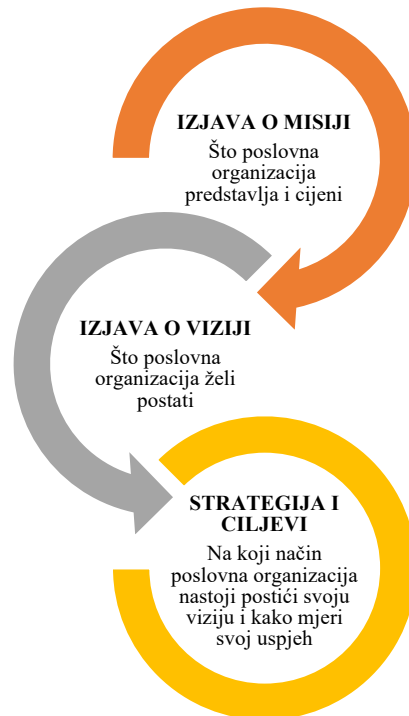 IZJAVA O MISIJI
Što poslovna
organizacija
predstavlja i cijeni
IZJAVA O VIZIJI
Što poslovna
organizacija želi
postati
STRATEGIJA I
CILJEVI
Na koji način
poslovna organizacija
nastoji postići svoju
viziju i kako mjeri
svoj uspjeh